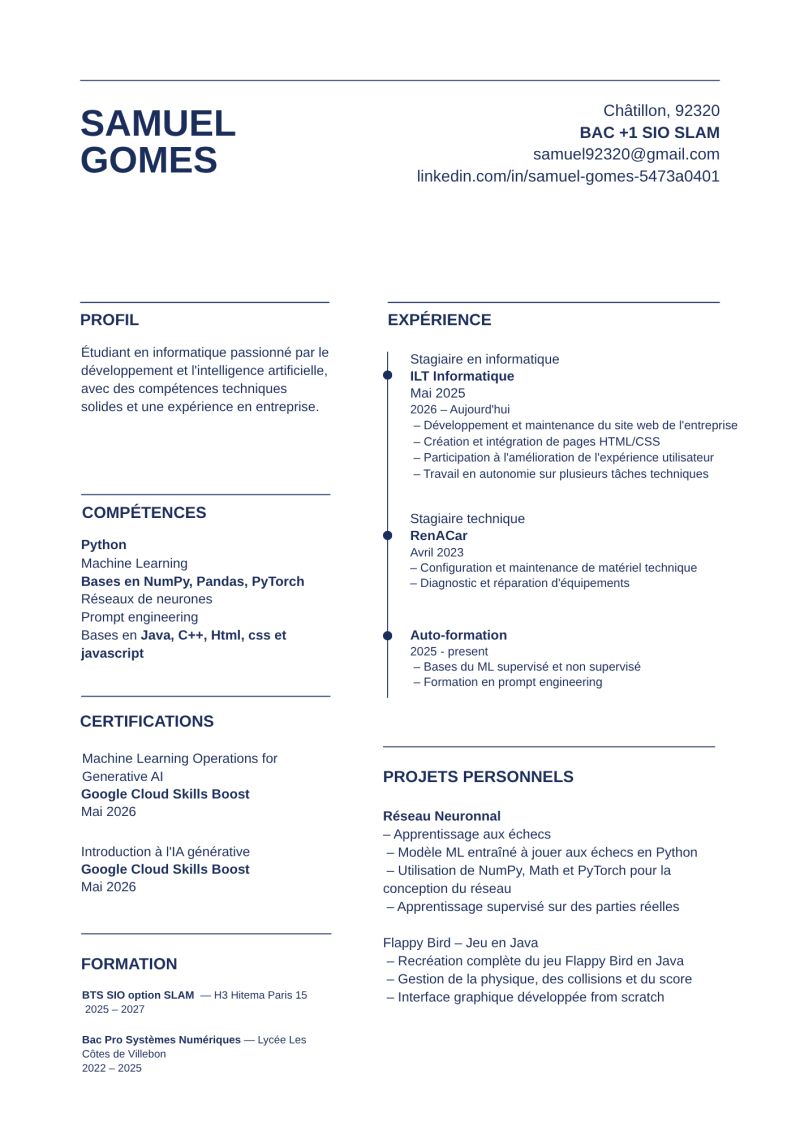 SAMUEL
GOMES
Châtillon, 92320
BAC +1 SIO SLAM
samuel92320@gmail.com
linkedin.com/in/samuel-gomes-5473a0401
PROFIL
Étudiant en informatique passionné par le
développement et l'intelligence artificielle,
avec des compétences techniques
solides et une expérience en entreprise.
COMPÉTENCES
Python
Machine Learning
Bases en NumPy, Pandas, PyTorch
Réseaux de neurones
Prompt engineering
Bases en Java, C++, Html, css et
javascript
CERTIFICATIONS
Machine Learning Operations for
Generative AI
Google Cloud Skills Boost
Mai 2026
Introduction à l'IA générative
Google Cloud Skills Boost
Mai 2026
FORMATION
BTS SIO option SLAM — H3 Hitema Paris 15
2025 – 2027
Bac Pro Systèmes Numériques — Lycée Les
Côtes de Villebon
2022 – 2025
EXPÉRIENCE
Stagiaire en informatique
ILT Informatique
Mai 2025
2026 – Aujourd'hui
– Développement et maintenance du site web de l'entreprise
– Création et intégration de pages HTML/CSS
– Participation à l'amélioration de l'expérience utilisateur
– Travail en autonomie sur plusieurs tâches techniques
Stagiaire technique
RenACar
Avril 2023
– Configuration et maintenance de matériel technique
– Diagnostic et réparation d'équipements
Auto-formation
2025 - present
– Bases du ML supervisé et non supervisé
– Formation en prompt engineering
PROJETS PERSONNELS
Réseau Neuronnal
– Apprentissage aux échecs
– Modèle ML entraîné à jouer aux échecs en Python
– Utilisation de NumPy, Math et PyTorch pour la
conception du réseau
– Apprentissage supervisé sur des parties réelles
Flappy Bird – Jeu en Java
– Recréation complète du jeu Flappy Bird en Java
– Gestion de la physique, des collisions et du score
– Interface graphique développée from scratch